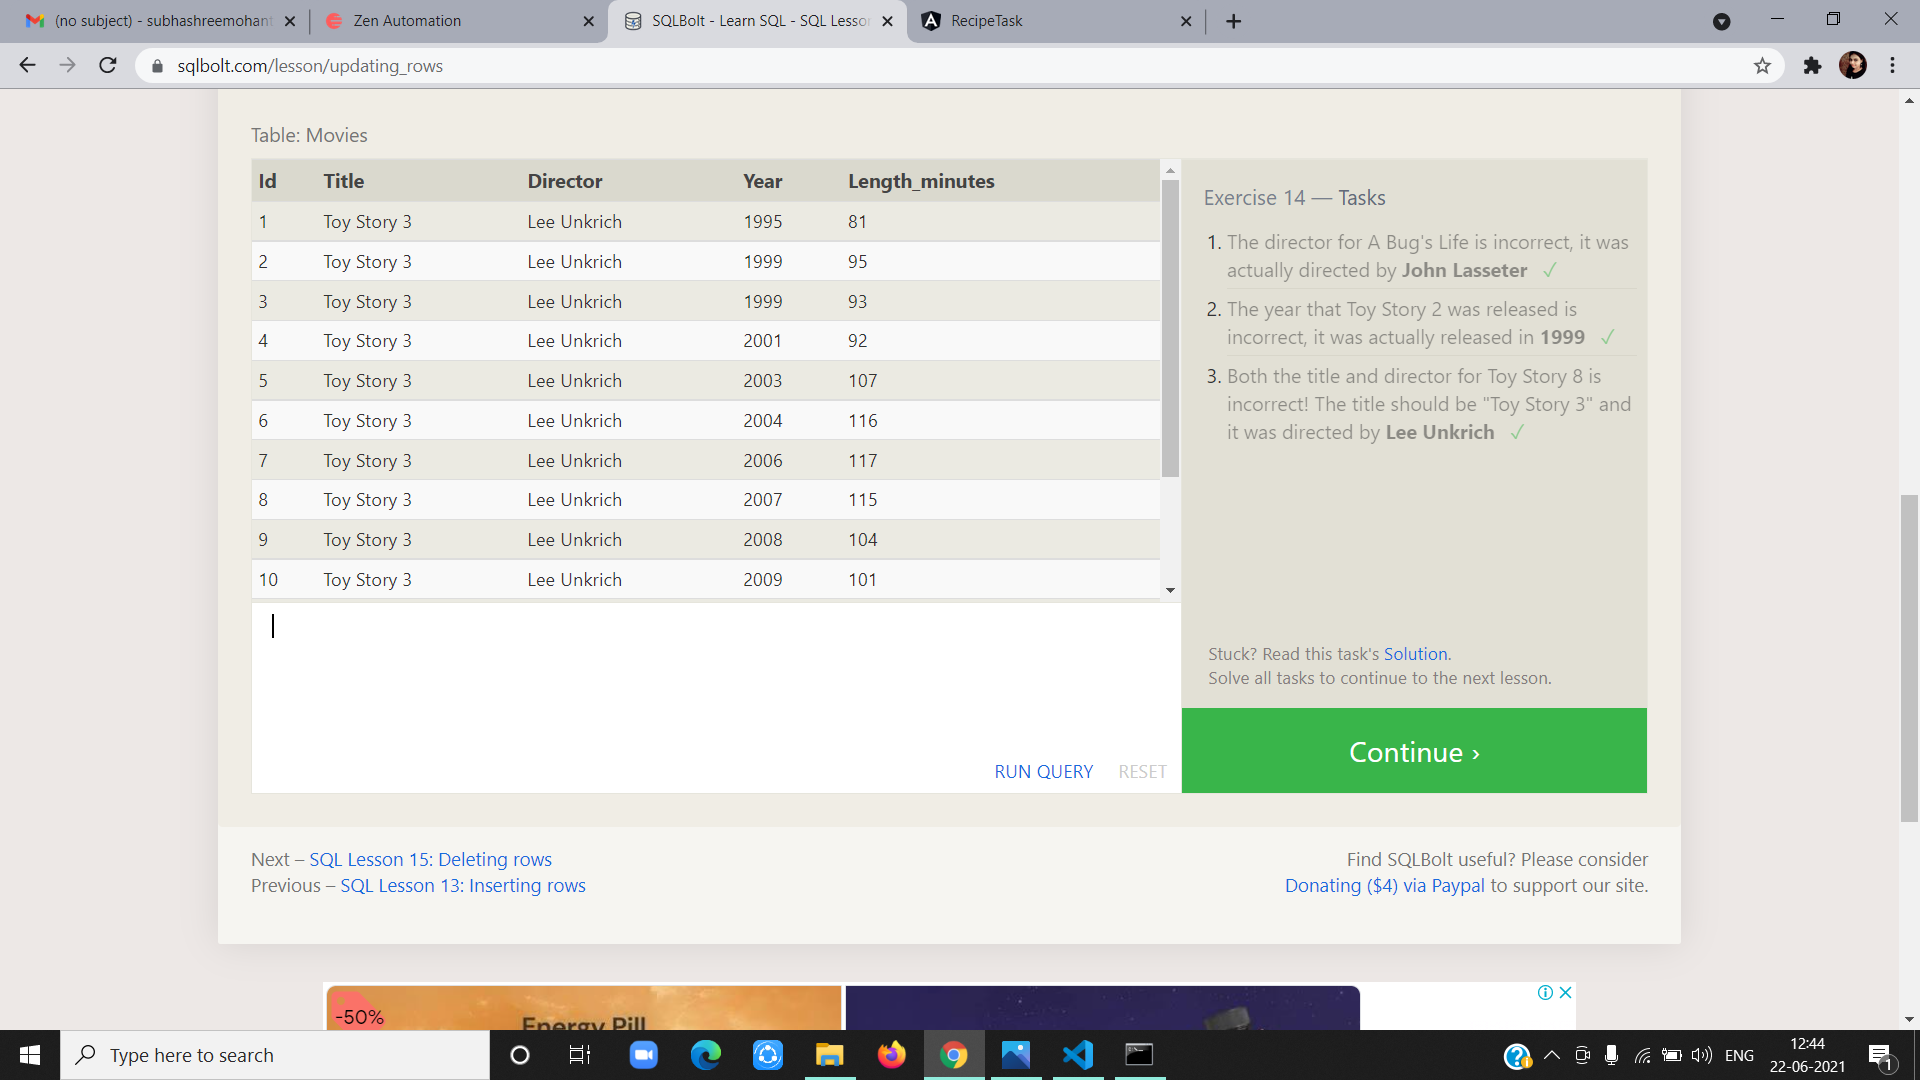 (no subject) - subhashreemohant
Zen Automation
SQLBolt - Learn SQL - SQL Lesson
RecipeTask
sqlbolt.com/lesson/updating_rows
Table: Movies
Id Title Director Year Length_minutes
1 Toy Story 3 Lee Unkrich 1995 81
2 Toy Story 3 Lee Unkrich 1999 95
3 Toy Story 3 Lee Unkrich 1999 93
4 Toy Story 3 Lee Unkrich 2001 92
5 Toy Story 3 Lee Unkrich 2003 107
6 Toy Story 3 Lee Unkrich 2004 116
7 Toy Story 3 Lee Unkrich 2006 117
8 Toy Story 3 Lee Unkrich 2007 115
9 Toy Story 3 Lee Unkrich 2008 104
10 Toy Story 3 Lee Unkrich 2009 101
RUN QUERY RESET
Exercise 14 — Tasks
1. The director for A Bug's Life is incorrect, it was
actually directed by John Lasseter ✓
2. The year that Toy Story 2 was released is
incorrect, it was actually released in 1999 ✓
3. Both the title and director for Toy Story 8 is
incorrect! The title should be "Toy Story 3" and
it was directed by Lee Unkrich ✓
Stuck? Read this task's Solution.
Solve all tasks to continue to the next lesson.
Continue ›
Next – SQL Lesson 15: Deleting rows
Previous – SQL Lesson 13: Inserting rows
Find SQLBolt useful? Please consider
Donating ($4) via Paypal to support our site.
-50%
Energy Pill
Type here to search
ENG
12:44
22-06-2021
1